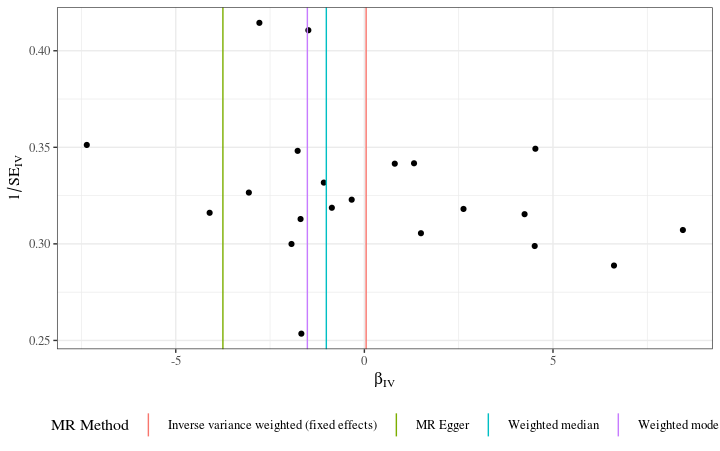 0.40
0.35
0.30
0.25
1/SE_IV
-5
0
5
β_IV
MR Method
Inverse variance weighted (fixed effects)
MR Egger
Weighted median
Weighted mode